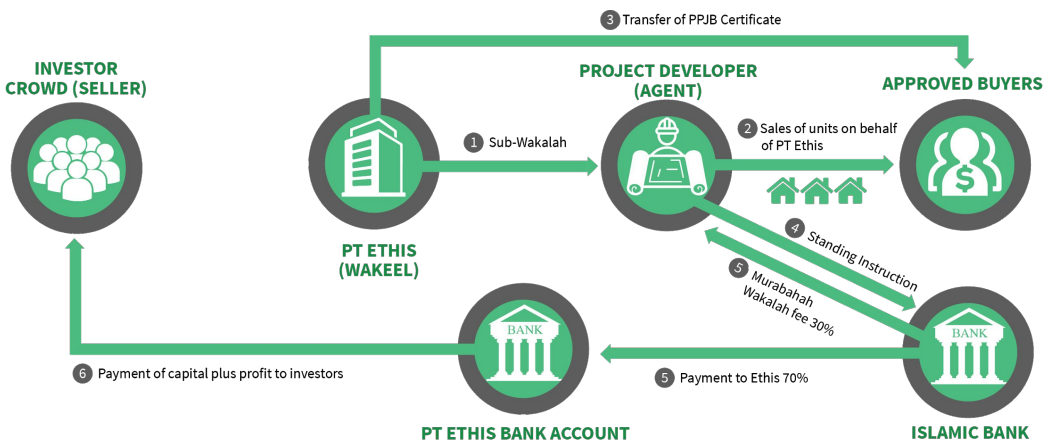 3 Transfer of PPJB Certificate
INVESTOR
CROWD (SELLER)
PROJECT DEVELOPER
(AGENT)
APPROVED BUYERS
1 Sub-Wakalah
2 Sales of units on behalf
of PT Ethis
$
PT ETHIS
(WAKEEL)
4 Standing Instruction
5 Murabahah
Wakalah fee 30%
BANK
BANK
6 Payment of capital plus profit to investors
5 Payment to Ethis 70%
PT ETHIS BANK ACCOUNT
ISLAMIC BANK